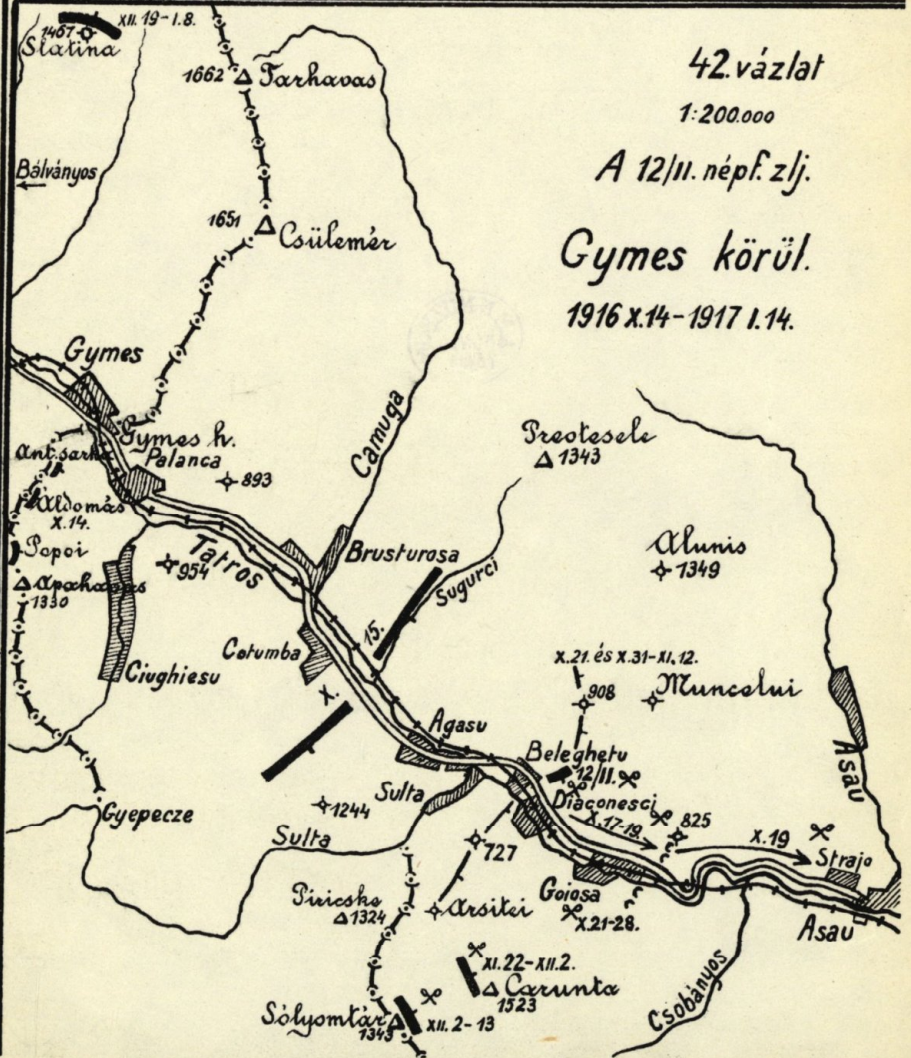 42. vázlat
1:200.000
A 12/II. népf. zlj.
Gymes körül.
1916 X.14-1917 I.14.
XII. 19-I.8.
1467
Slatina
1662 Tarhavas
Bálványos
1651
Csülemér
Gymes
Gymes h.
Palanca
Ant.sarka
893
Camuga
Preotesele
1343
Áldomás
X.14.
Popoi
Apahavas
1330
954
Tatros
Brusturosa
Sugurci
Alunis
1349
15.
Cotumba
Ciughiesu
X.
X.21. és X.31-XI.12.
908
Muncelui
Agasu
Beleghetu
12/II.
Diaconesci
X.17-19.
825
X.19
Asau
Strajo
Gyepecze
1244
Sulta
Sulta
727
Goiosa
X.21-28.
Asau
Piricske
1324
Arsitei
XI.22-XII.2.
Carunta
1523
Csobányos
Sólyomtár
1343
XII.2-13